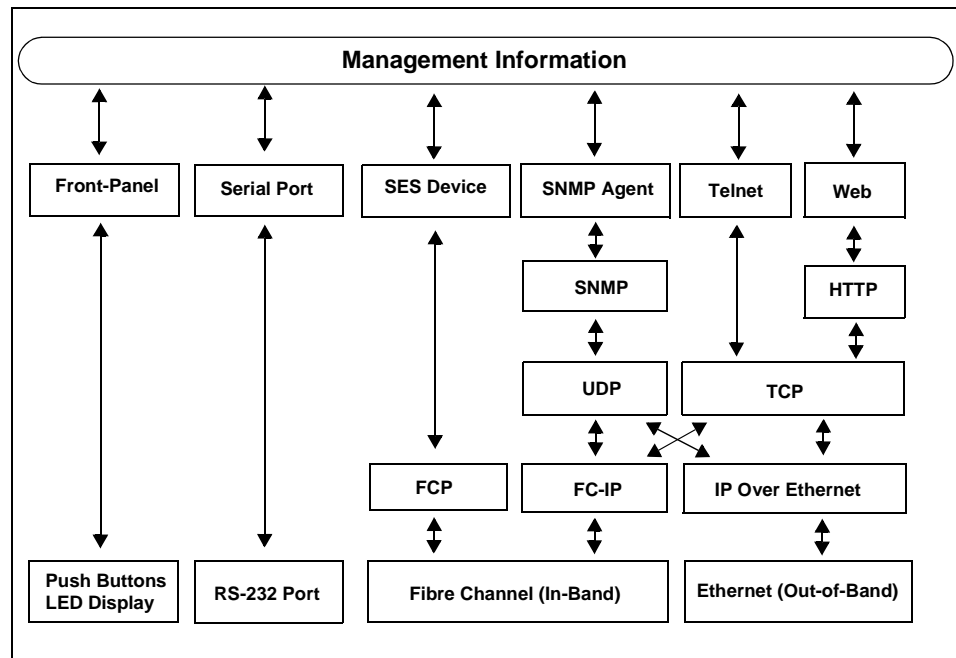 Management Information
Front-Panel
Serial Port
SES Device
SNMP Agent
Telnet
Web
SNMP
HTTP
UDP
TCP
FCP
FC-IP
IP Over Ethernet
Push Buttons
LED Display
RS-232 Port
Fibre Channel (In-Band)
Ethernet (Out-of-Band)